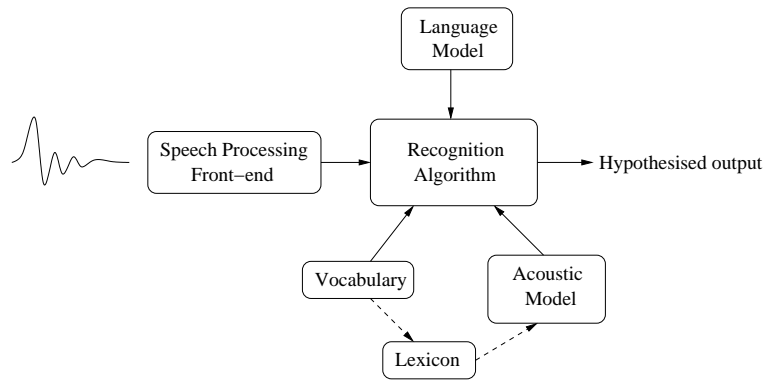 Language
Model
Speech Processing
Front−end
Recognition
Algorithm
Hypothesised output
Vocabulary
Acoustic
Model
Lexicon